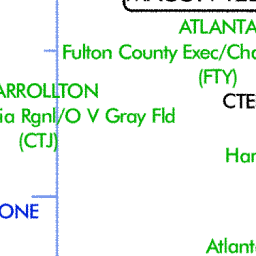 ATLANTA
Fulton County Exec/Cha
(FTY)
ARROLLTON
ia Rgnl/O V Gray Fld
(CTJ)
CTE
Har
ONE
Atlant